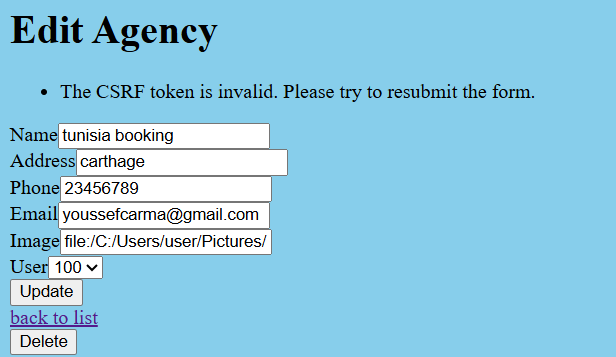 Edit Agency
• The CSRF token is invalid. Please try to resubmit the form.
Name tunisia booking
Address carthage
Phone 23456789
Email youssefcarma@gmail.com
Image file:/C:/Users/user/Pictures/
User 100
Update
back to list
Delete